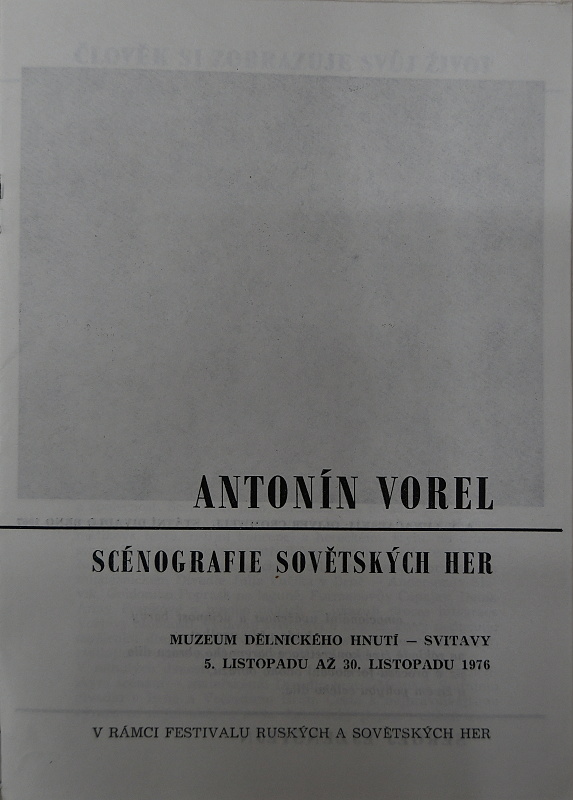 ANTONÍN VOREL
SCÉNOGRAFIE SOVĚTSKÝCH HER
MUZEUM DĚLNICKÉHO HNUTÍ – SVITAVY
5. LISTOPADU AŽ 30. LISTOPADU 1976
V RÁMCI FESTIVALU RUSKÝCH A SOVĚTSKÝCH HER